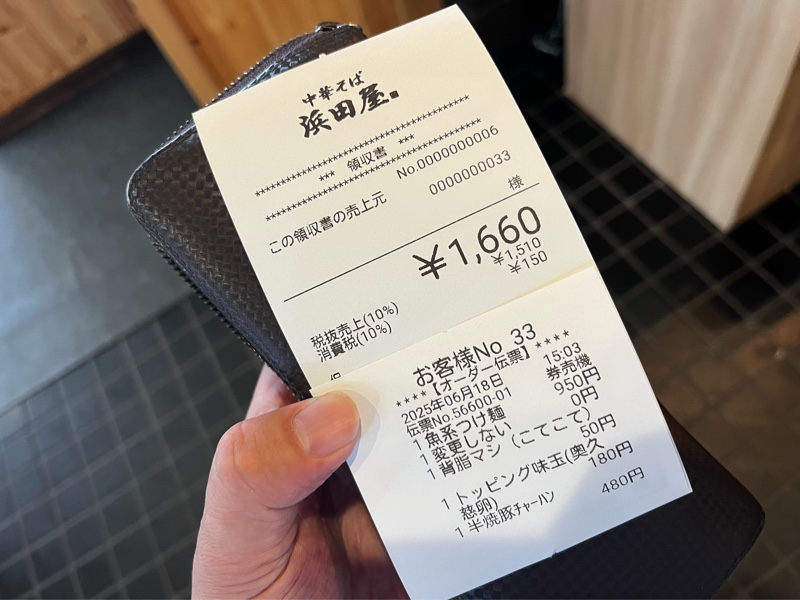 中華そば
浜田屋
********************************
*** 領収書 ***
********************************
No.0000000006
この領収書の売上元 0000000033
様
¥1,660
税抜売上(10%) ¥1,510
消費税(10%) ¥150
お客様No 33
****【オーダー伝票】****
2025年06月18日 15:03
伝票No.56600-01 券売機
1 魚系つけ麺 950円
1 変更しない 0円
1 背脂マシ（こてこて） 50円
1 トッピング味玉(奥久慈卵) 180円
1 半焼豚チャーハン 480円